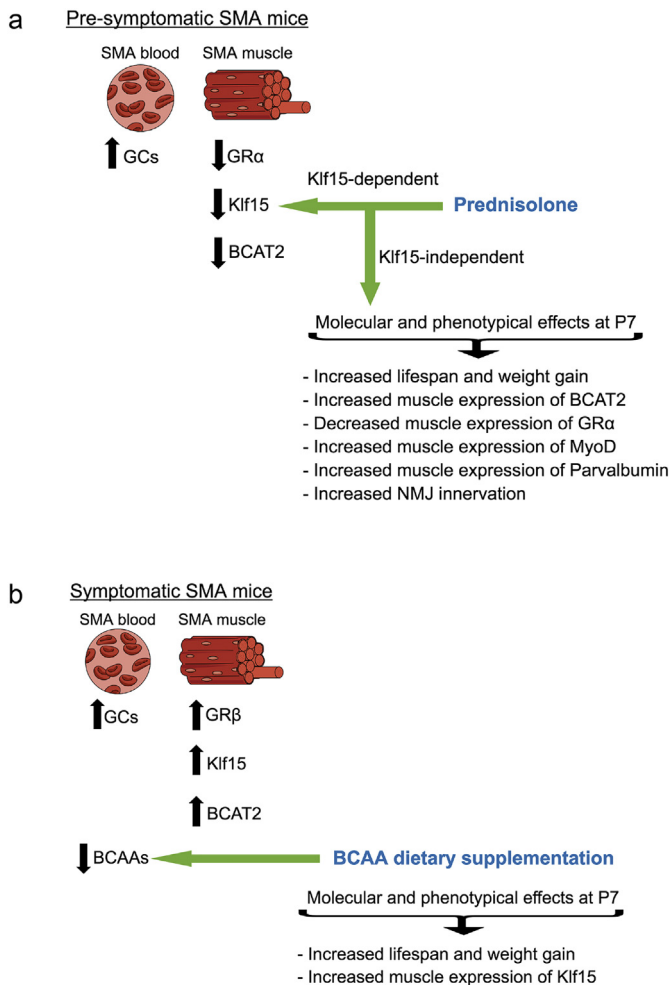 a
Pre-symptomatic SMA mice
SMA blood
SMA muscle
GCs
GRα
Klf15-dependent
Klf15
Prednisolone
BCAT2
Klf15-independent
Molecular and phenotypical effects at P7
- Increased lifespan and weight gain
- Increased muscle expression of BCAT2
- Decreased muscle expression of GRα
- Increased muscle expression of MyoD
- Increased muscle expression of Parvalbumin
- Increased NMJ innervation
b
Symptomatic SMA mice
SMA blood
SMA muscle
GCs
GRβ
Klf15
BCAT2
BCAAs
BCAA dietary supplementation
Molecular and phenotypical effects at P7
- Increased lifespan and weight gain
- Increased muscle expression of Klf15